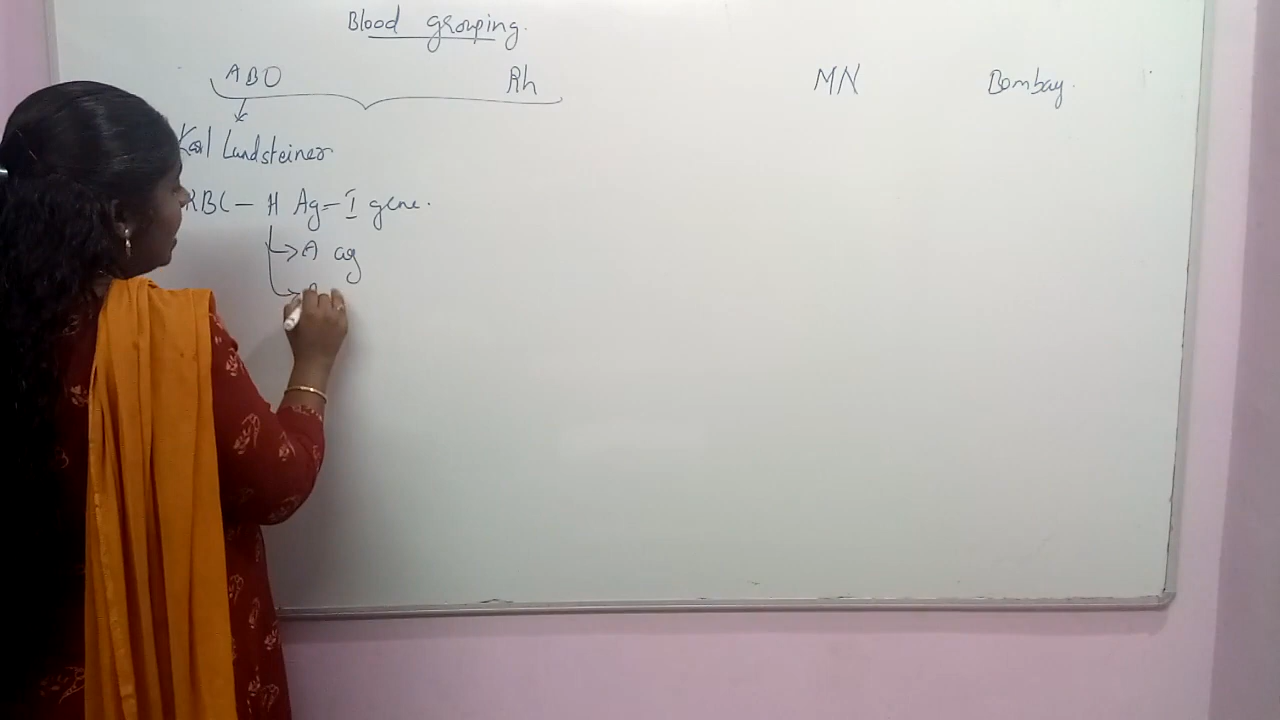 Blood grouping.
ABO Rh MN Bombay.
Karl Landsteiner
RBC - H Ag - I gene.
A ag